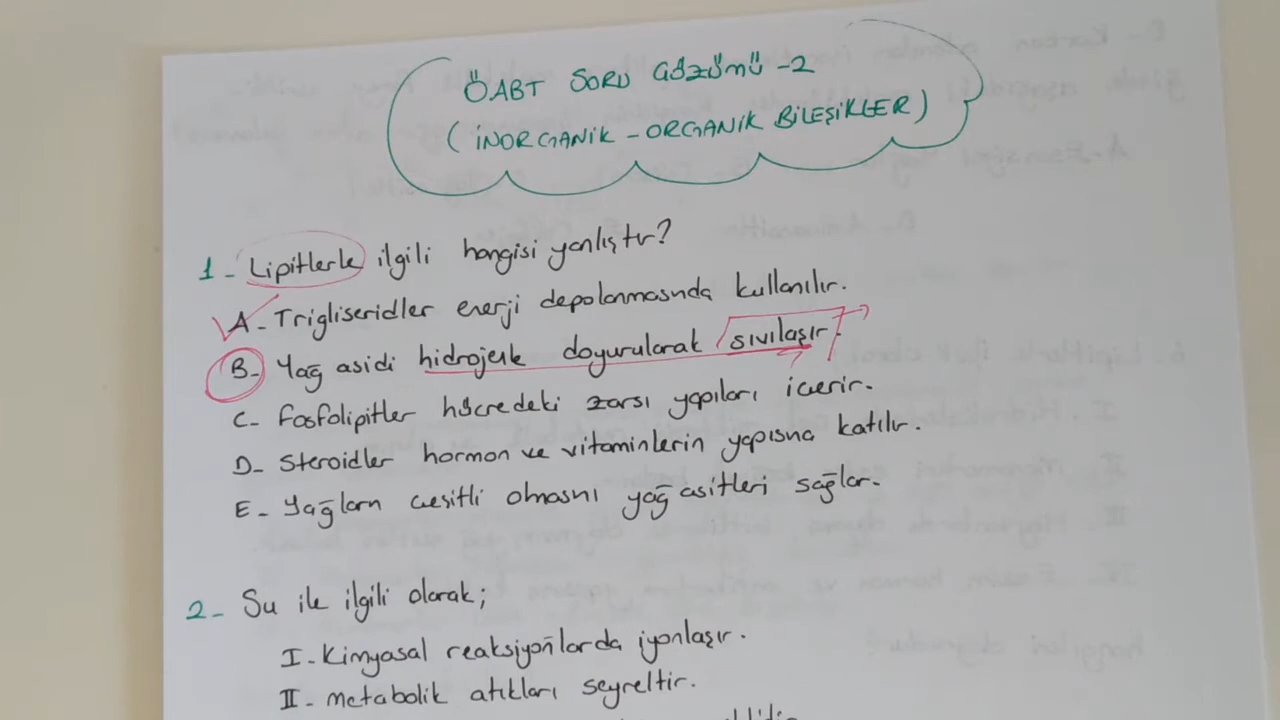 ÖABT SORU ÇÖZÜMÜ -2
(İNORGANİK - ORGANİK BİLEŞİKLER)
1- Lipitlerle ilgili hangisi yanlıştır?
A- Trigliseridler enerji depolanmasında kullanılır.
B- Yağ asidi hidrojenle doyurularak sıvılaşır.
C- Fosfolipitler hücredeki zarsı yapıları içerir.
D- Steroidler hormon ve vitaminlerin yapısına katılır.
E- Yağların çeşitli olmasını yağ asitleri sağlar.
2- Su ile ilgili olarak;
I- Kimyasal reaksiyonlarda iyonlaşır.
II- Metabolik atıkları seyreltir.